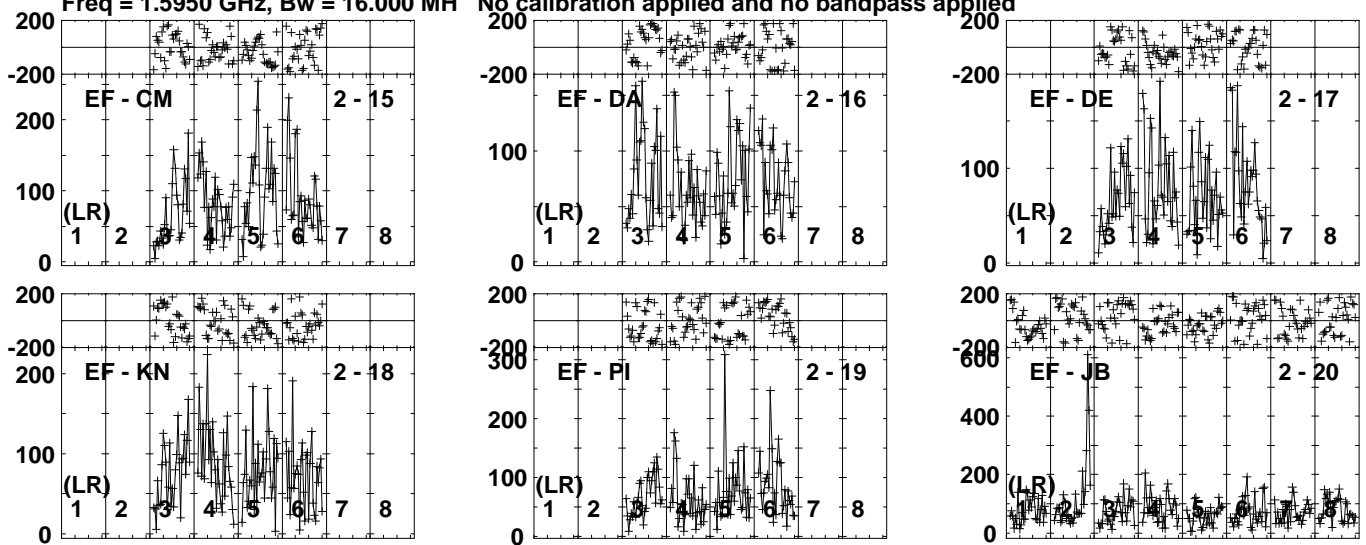 Freq = 1.5950 GHz, Bw = 16.000 MH No calibration applied and no bandpass applied
200
-200
EF - CM 2 - 15
200
100
(LR)
1 2 3 4 5 6 7 8
0
200
-200
EF - DA 2 - 16
100
(LR)
1 2 3 4 5 6 7 8
0
200
-200
EF - DE 2 - 17
100
(LR)
1 2 3 4 5 6 7 8
0
200
-200
EF - KN 2 - 18
200
100
(LR)
1 2 3 4 5 6 7 8
0
200
-200
300
EF - PI 2 - 19
200
100
(LR)
1 2 3 4 5 6 7 8
0
200
-200
600
EF - JB 2 - 20
400
200
(LR)
1 2 3 4 5 6 7 8
0